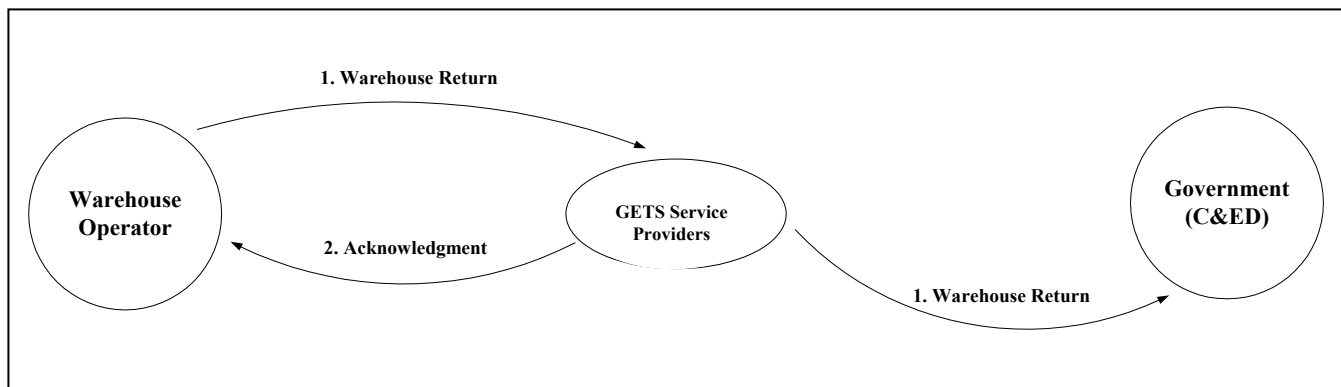 1. Warehouse Return
Warehouse
Operator
GETS Service
Providers
Government
(C&ED)
2. Acknowledgment
1. Warehouse Return